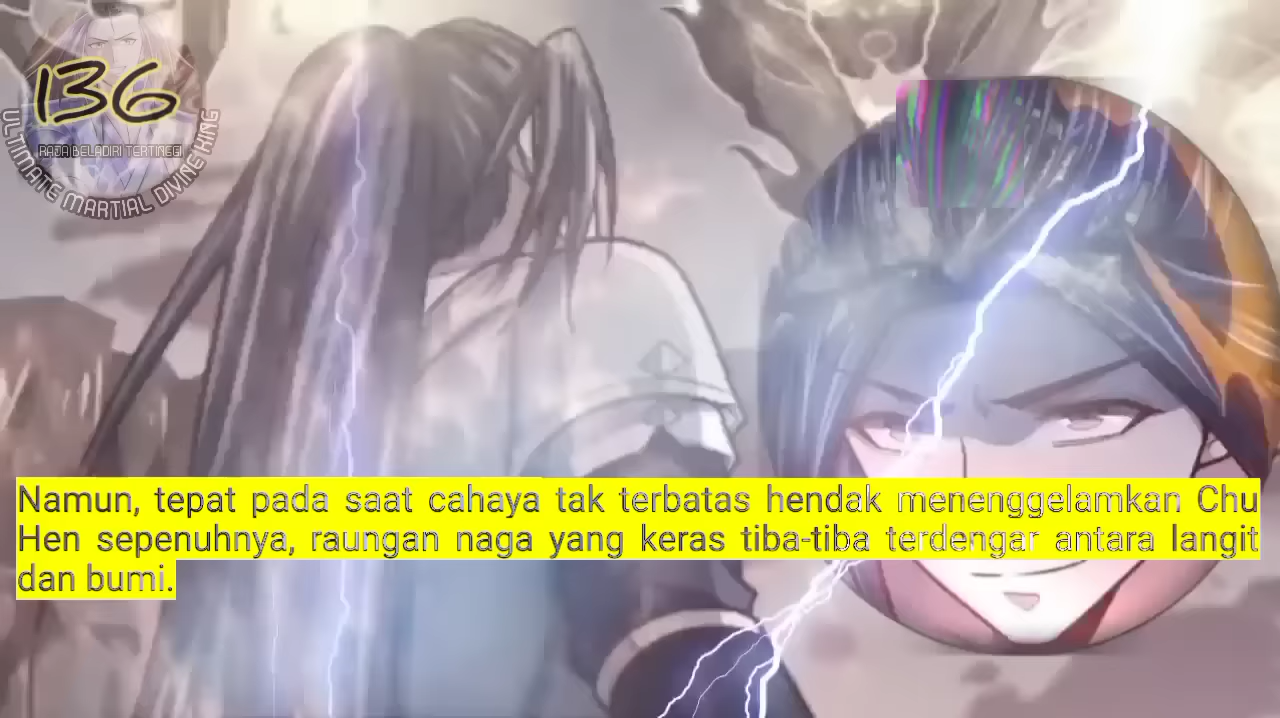 136
RAJA BELADIRI TERTINGGI
ULTIMATE MARTIAL DIVINE KING
Namun, tepat pada saat cahaya tak terbatas hendak menenggelamkan Chu
Hen sepenuhnya, raungan naga yang keras tiba-tiba terdengar antara langit
dan bumi.